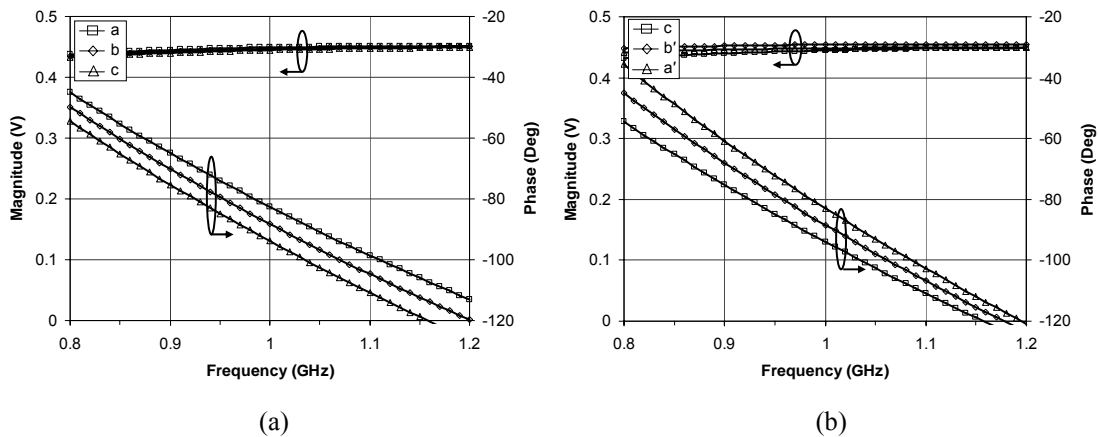 0.5
0.4
0.3
0.2
0.1
0
Magnitude (V)
a
b
c
-20
-40
-60
-80
-100
-120
Phase (Deg)
0.8 0.9 1 1.1 1.2
Frequency (GHz)
(a)
0.5
0.4
0.3
0.2
0.1
0
Magnitude (V)
c
b′
a′
-20
-40
-60
-80
-100
-120
Phase (Deg)
0.8 0.9 1 1.1 1.2
Frequency (GHz)
(b)